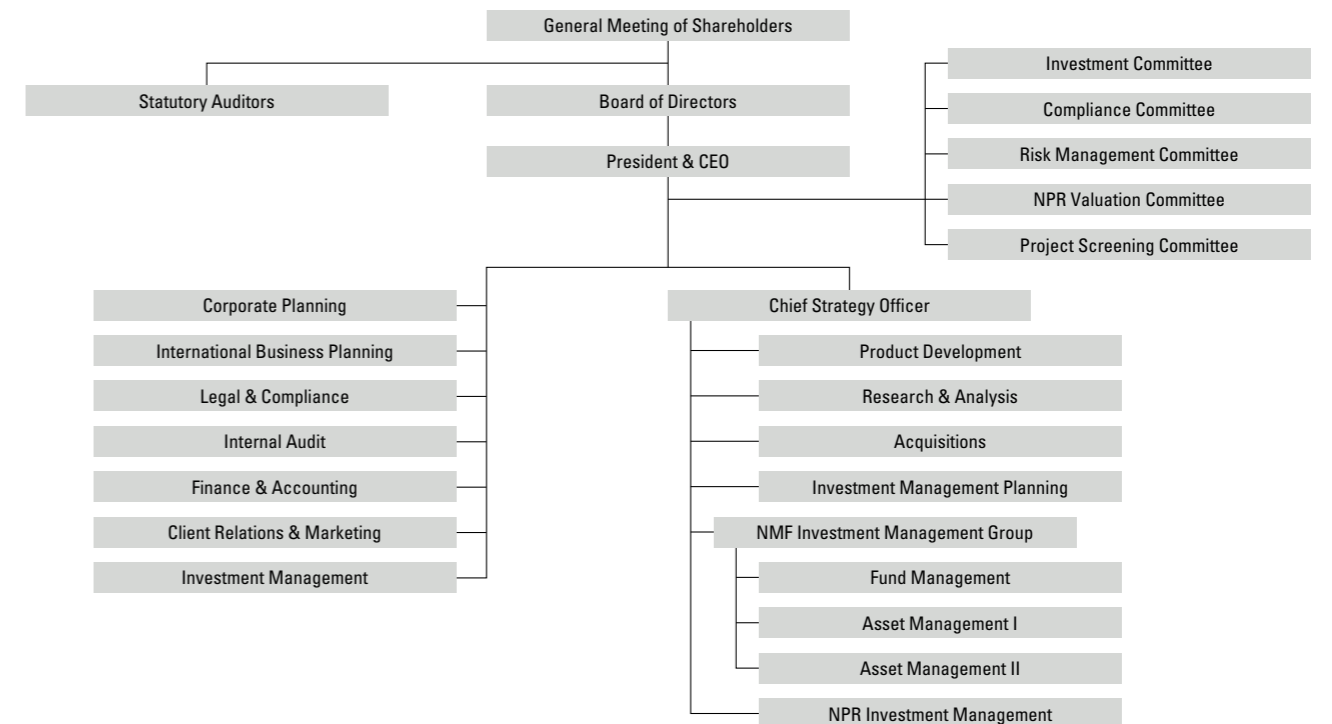 General Meeting of Shareholders
Statutory Auditors
Board of Directors
President & CEO
Investment Committee
Compliance Committee
Risk Management Committee
NPR Valuation Committee
Project Screening Committee
Corporate Planning
International Business Planning
Legal & Compliance
Internal Audit
Finance & Accounting
Client Relations & Marketing
Investment Management
Chief Strategy Officer
Product Development
Research & Analysis
Acquisitions
Investment Management Planning
NMF Investment Management Group
Fund Management
Asset Management I
Asset Management II
NPR Investment Management